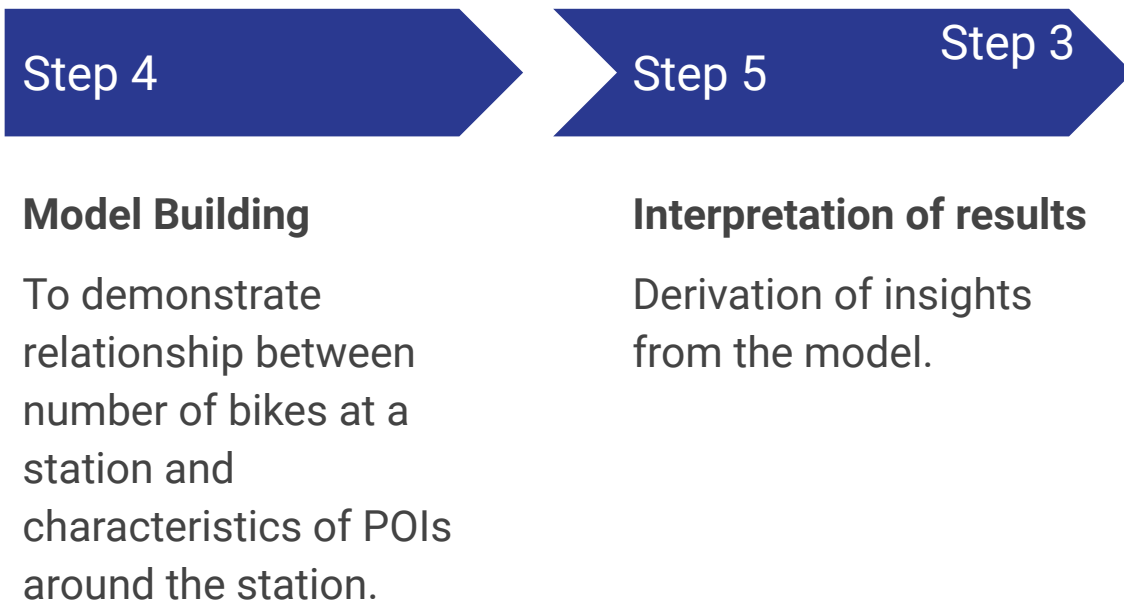 Step 4
Step 5
Step 3
Model Building
To demonstrate
relationship between
number of bikes at a
station and
characteristics of POIs
around the station.
Interpretation of results
Derivation of insights
from the model.